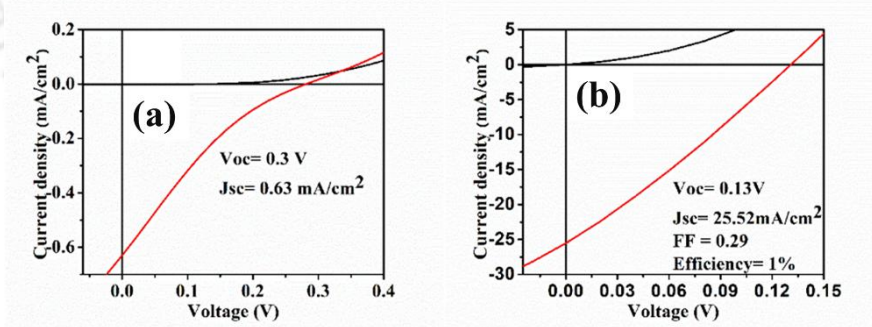 0.2
0.0
-0.2
-0.4
-0.6
Current density (mA/cm²)
(a)
Voc= 0.3 V
Jsc= 0.63 mA/cm²
0.0 0.1 0.2 0.3 0.4
Voltage (V)
5
0
-5
-10
-15
-20
-25
-30
Current density (mA/cm²)
(b)
Voc= 0.13V
Jsc= 25.52mA/cm²
FF = 0.29
Efficiency= 1%
0.00 0.03 0.06 0.09 0.12 0.15
Voltage (V)